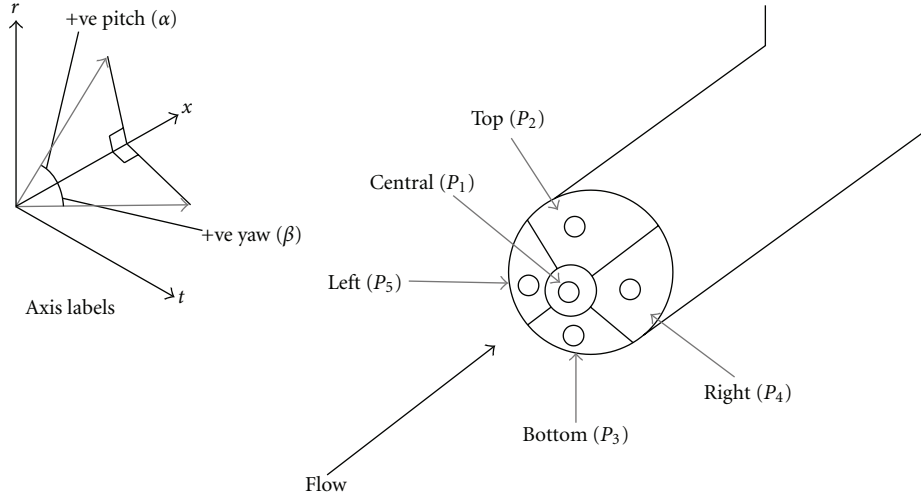 r
+ve pitch (α)
x
+ve yaw (β)
t
Axis labels
Top (P2)
Central (P1)
Left (P5)
Right (P4)
Bottom (P3)
Flow